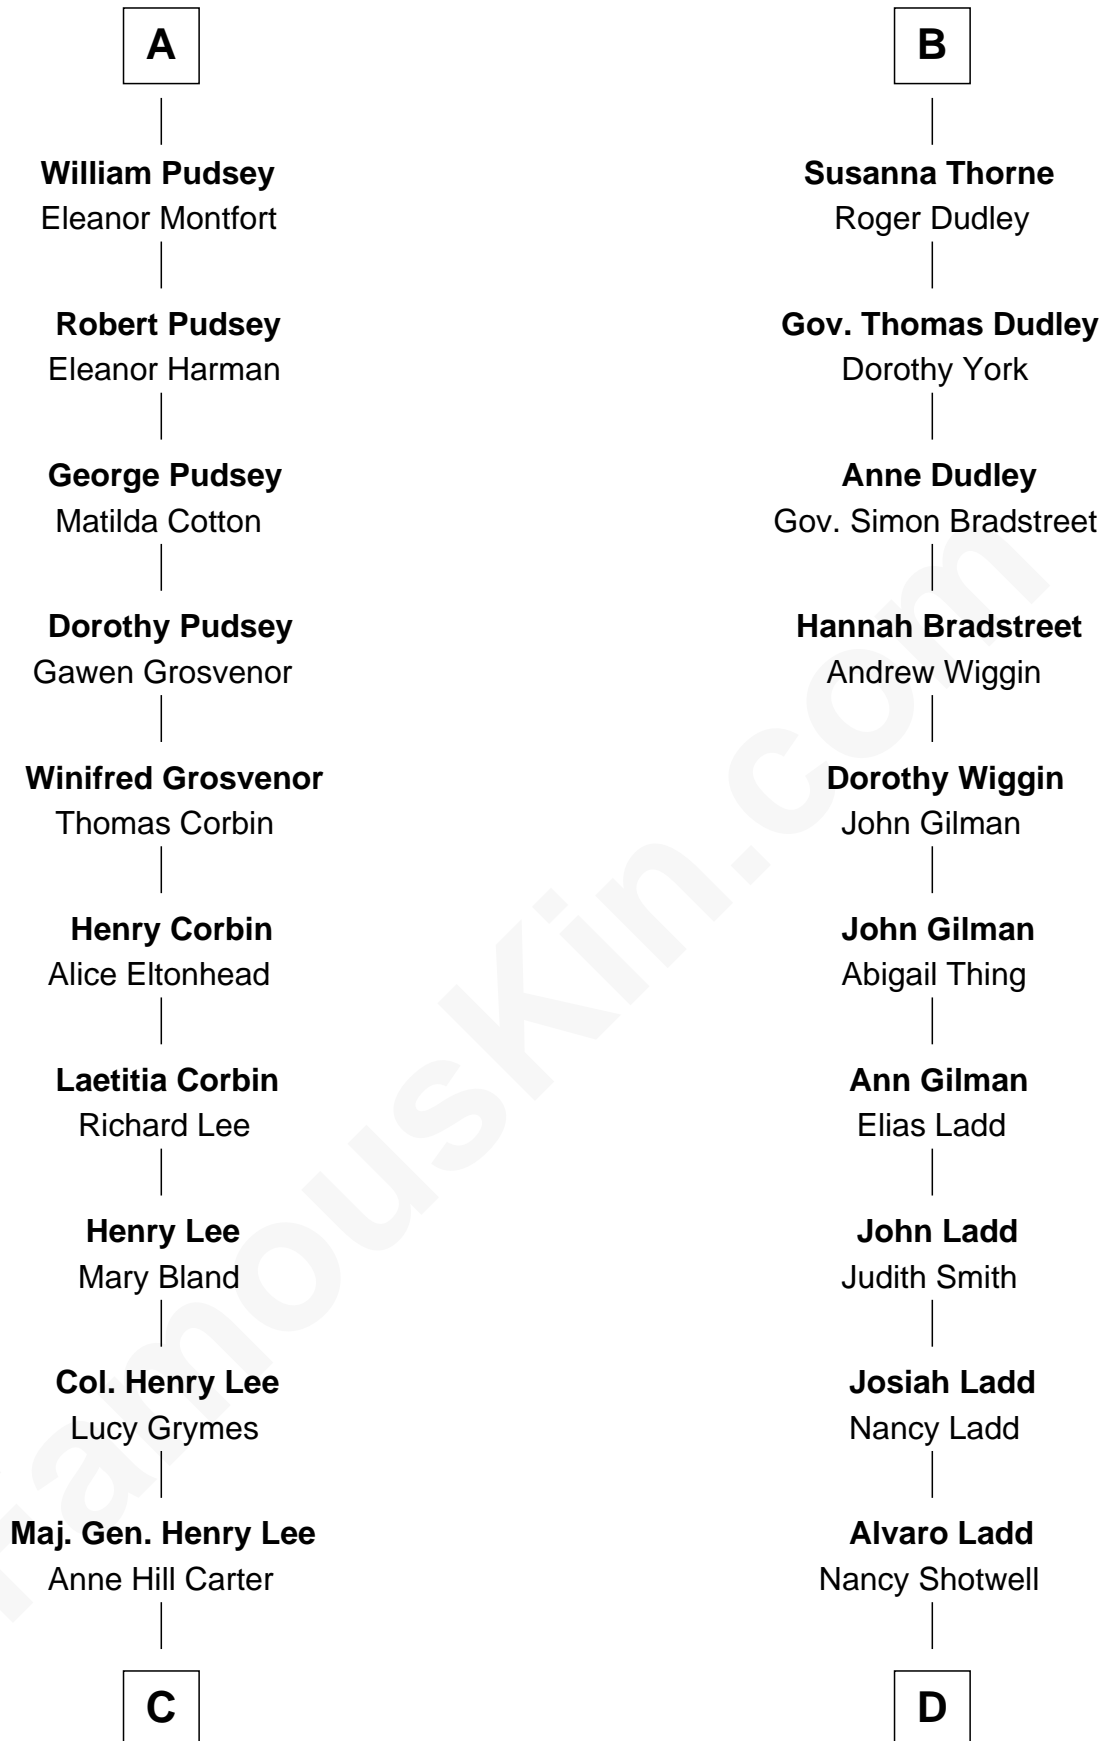 A
William Pudsey
Eleanor Montfort
Robert Pudsey
Eleanor Harman
George Pudsey
Matilda Cotton
Dorothy Pudsey
Gawen Grosvenor
Winifred Grosvenor
Thomas Corbin
Henry Corbin
Alice Eltonhead
Laetitia Corbin
Richard Lee
Henry Lee
Mary Bland
Col. Henry Lee
Lucy Grymes
Maj. Gen. Henry Lee
Anne Hill Carter
C
B
Susanna Thorne
Roger Dudley
Gov. Thomas Dudley
Dorothy York
Anne Dudley
Gov. Simon Bradstreet
Hannah Bradstreet
Andrew Wiggin
Dorothy Wiggin
John Gilman
John Gilman
Abigail Thing
Ann Gilman
Elias Ladd
John Ladd
Judith Smith
Josiah Ladd
Nancy Ladd
Alvaro Ladd
Nancy Shotwell
D
FamousKin.com